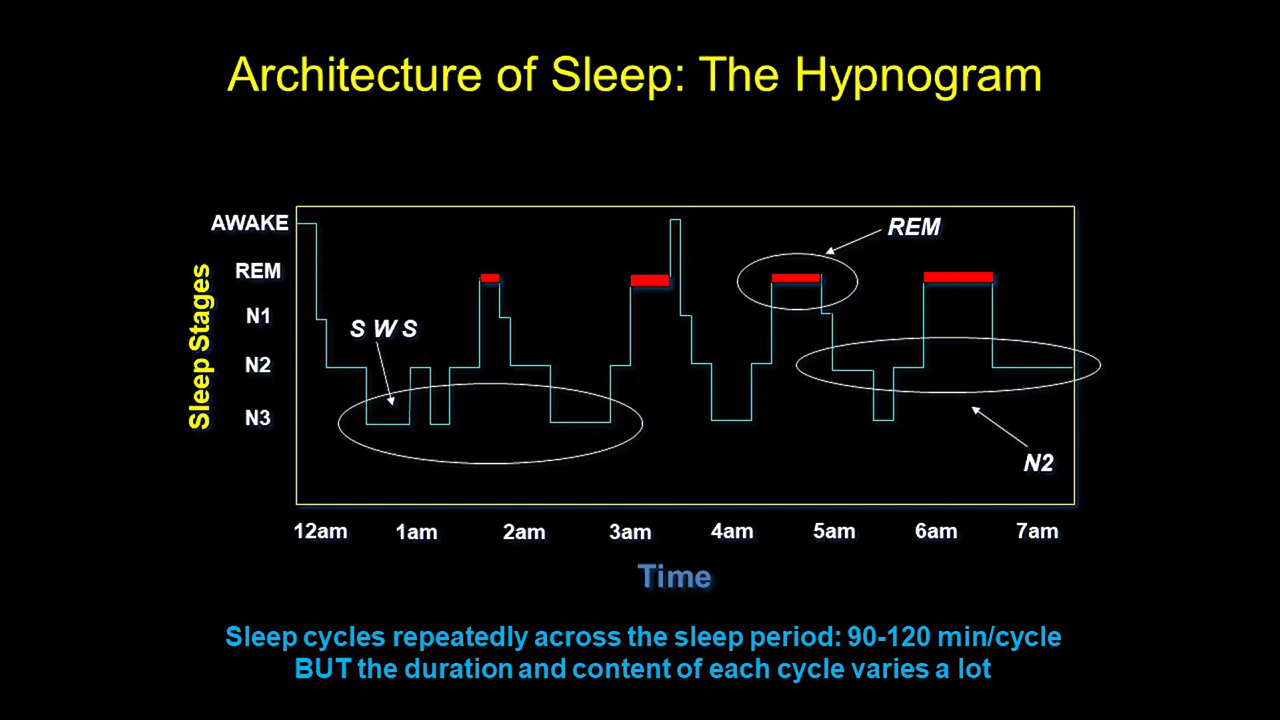 Architecture of Sleep: The Hypnogram
AWAKE
REM
N1
N2
N3
Sleep Stages
S W S
REM
N2
12am 1am 2am 3am 4am 5am 6am 7am
Time
Sleep cycles repeatedly across the sleep period: 90-120 min/cycle
BUT the duration and content of each cycle varies a lot